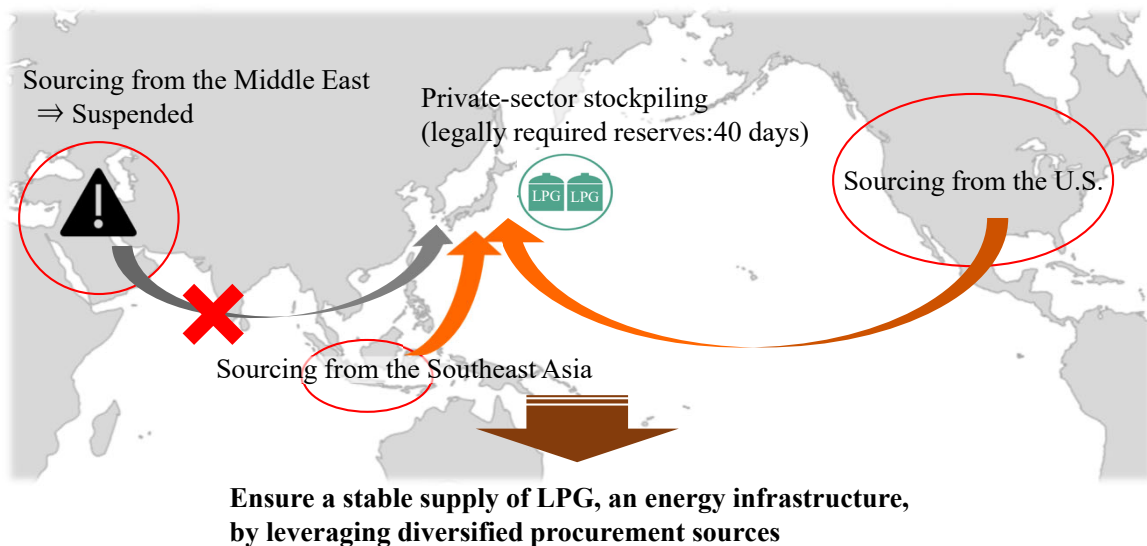 Sourcing from the Middle East
⇒ Suspended
Private-sector stockpiling
(legally required reserves:40 days)
LPG LPG
Sourcing from the U.S.
Sourcing from the Southeast Asia
Ensure a stable supply of LPG, an energy infrastructure,
by leveraging diversified procurement sources